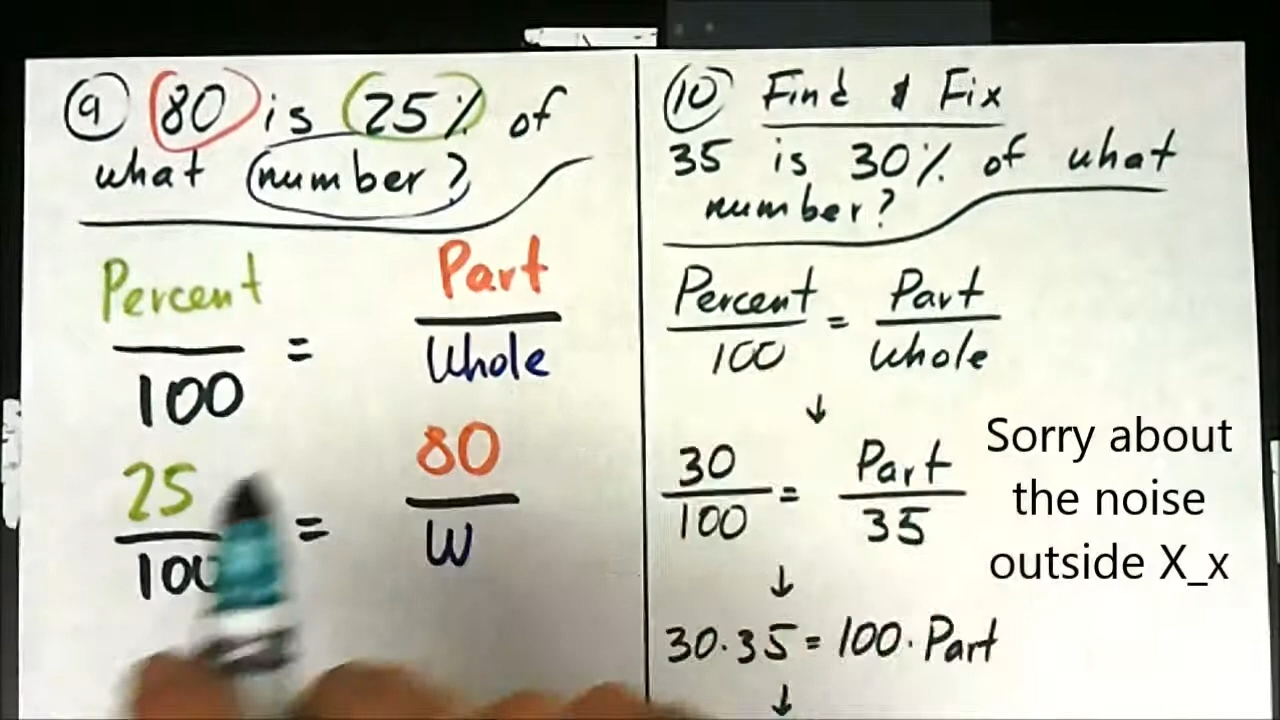 9 80 is 25% of
what number?
Percent
100
=
Part
Whole
25
100
=
80
W
10 Find & Fix
35 is 30% of what
number?
Percent
100
=
Part
Whole
↓
30
100
=
Part
35
↓
30·35=100·Part
↓
Sorry about
the noise
outside X_x